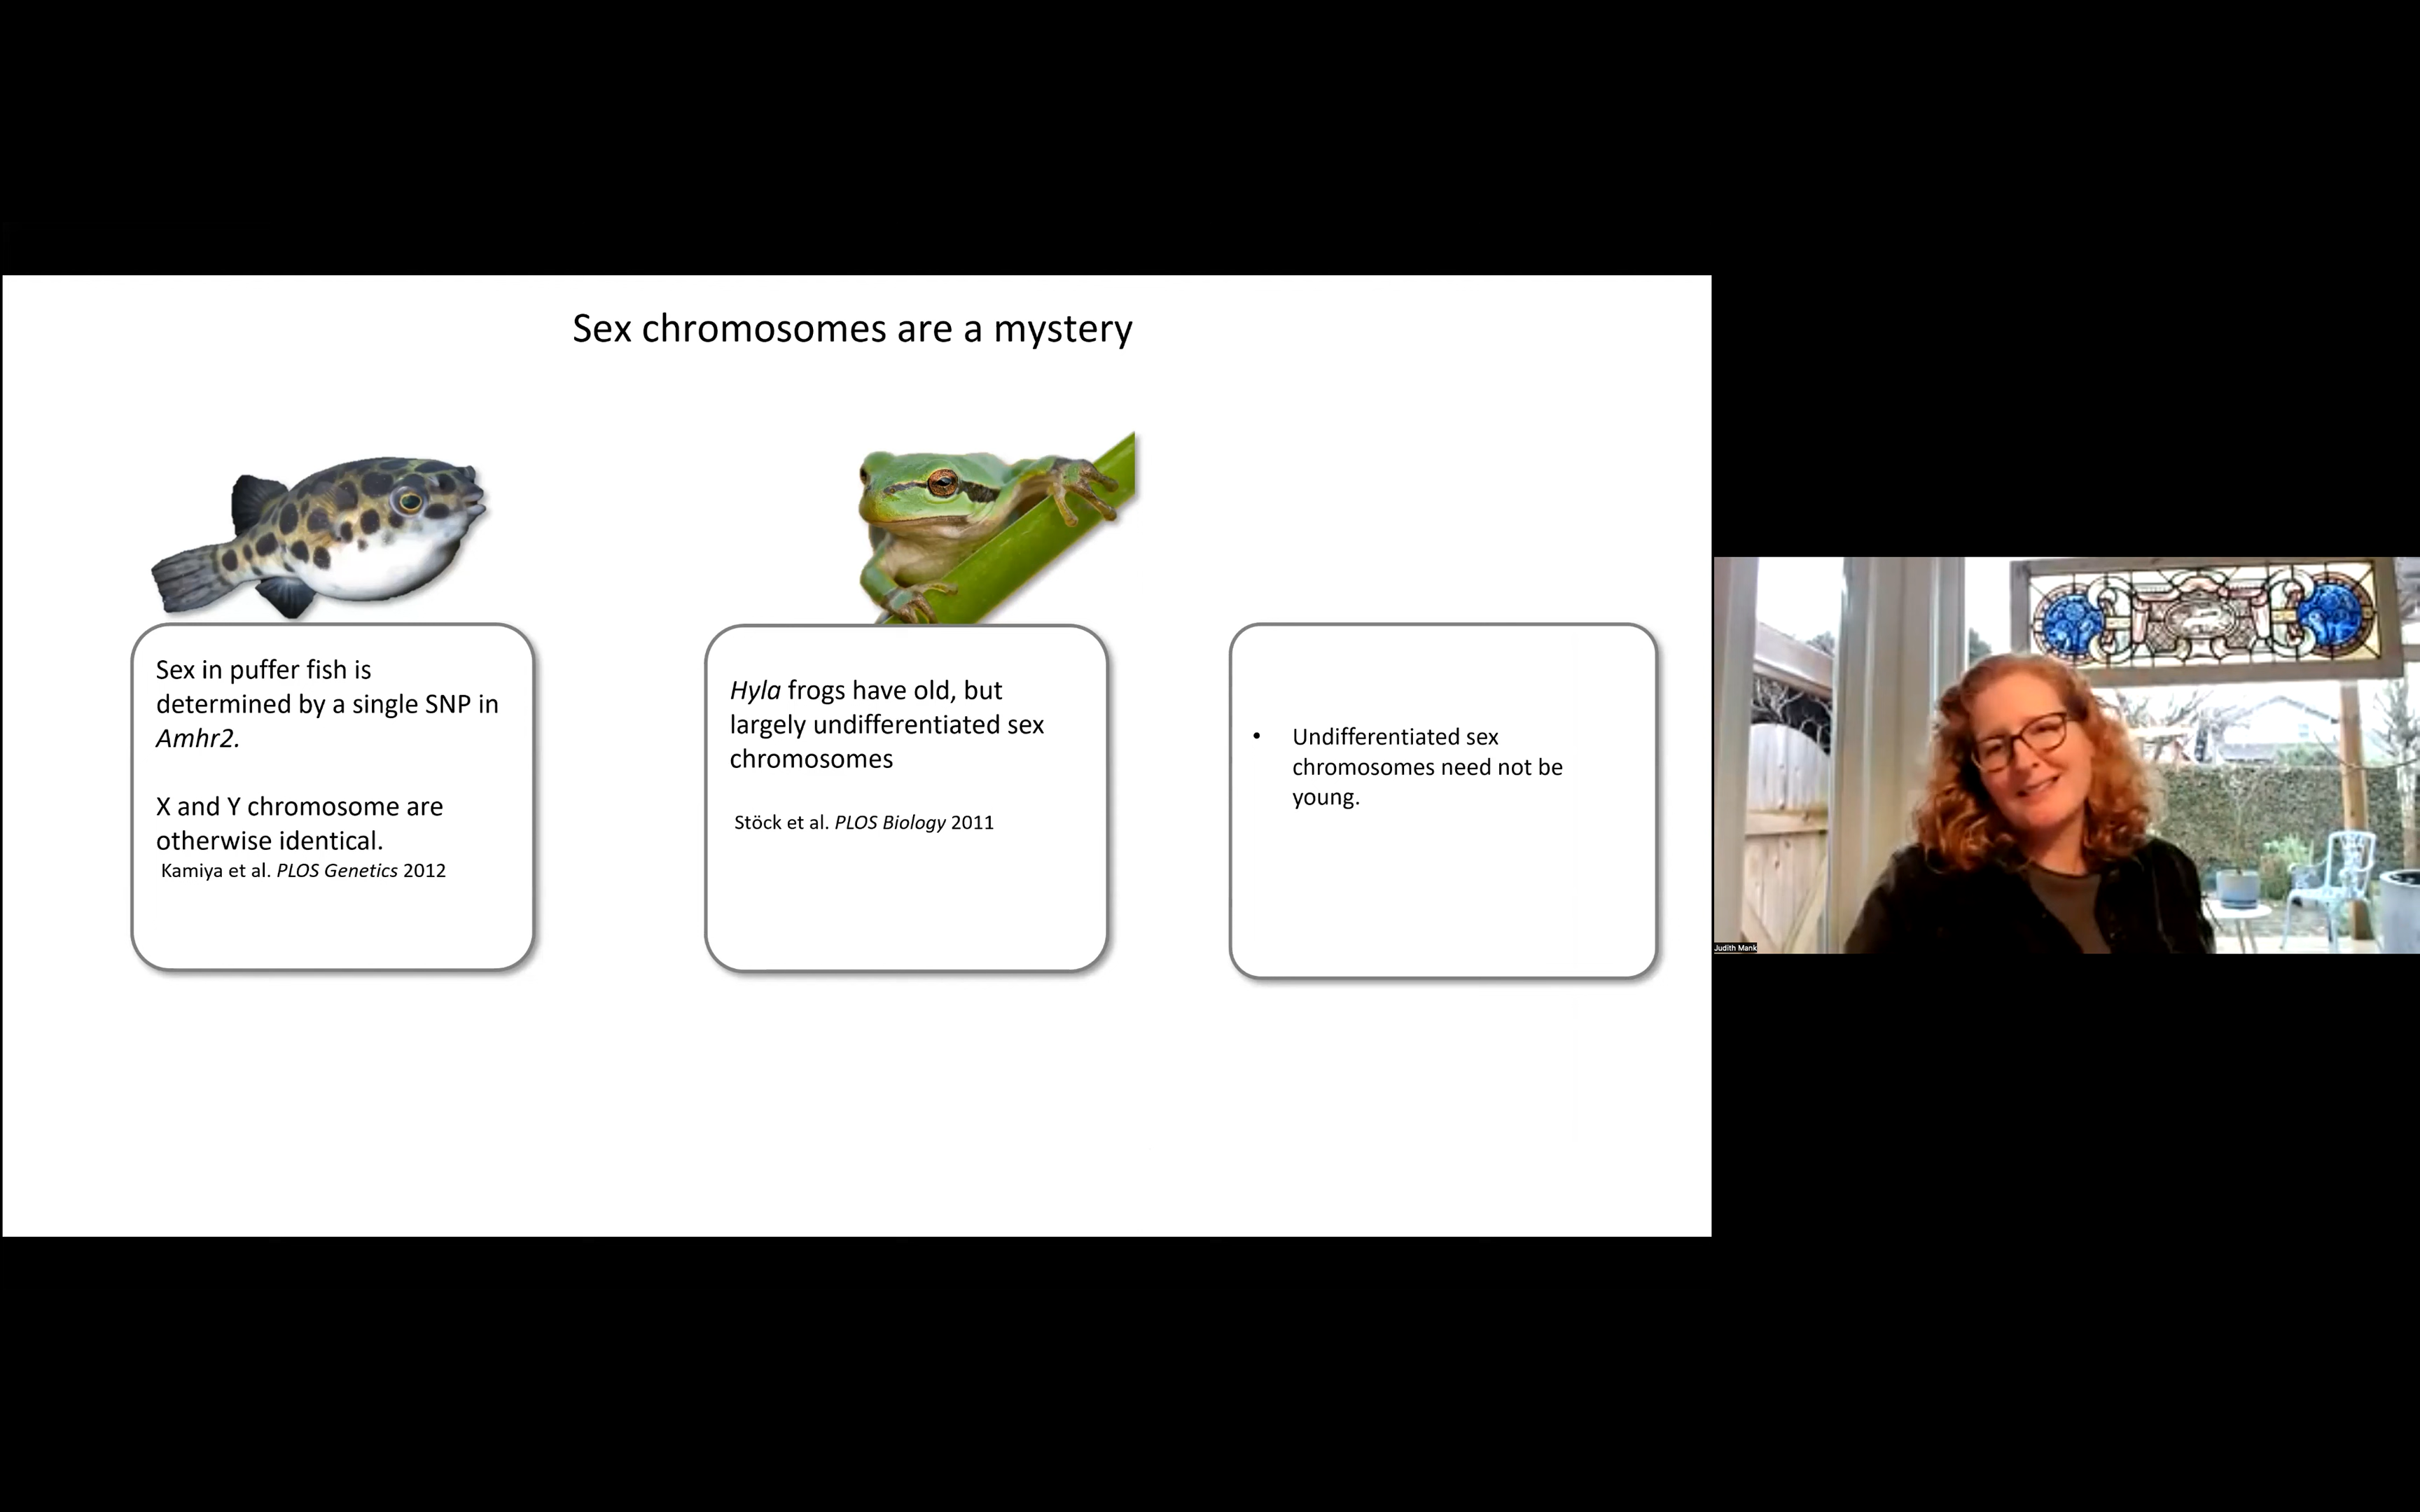 Sex chromosomes are a mystery
Sex in puffer fish is
determined by a single SNP in
Amhr2.
X and Y chromosome are
otherwise identical.
Kamiya et al. PLOS Genetics 2012
Hyla frogs have old, but
largely undifferentiated sex
chromosomes
Stöck et al. PLOS Biology 2011
• Undifferentiated sex
chromosomes need not be
young.
Judith Mank